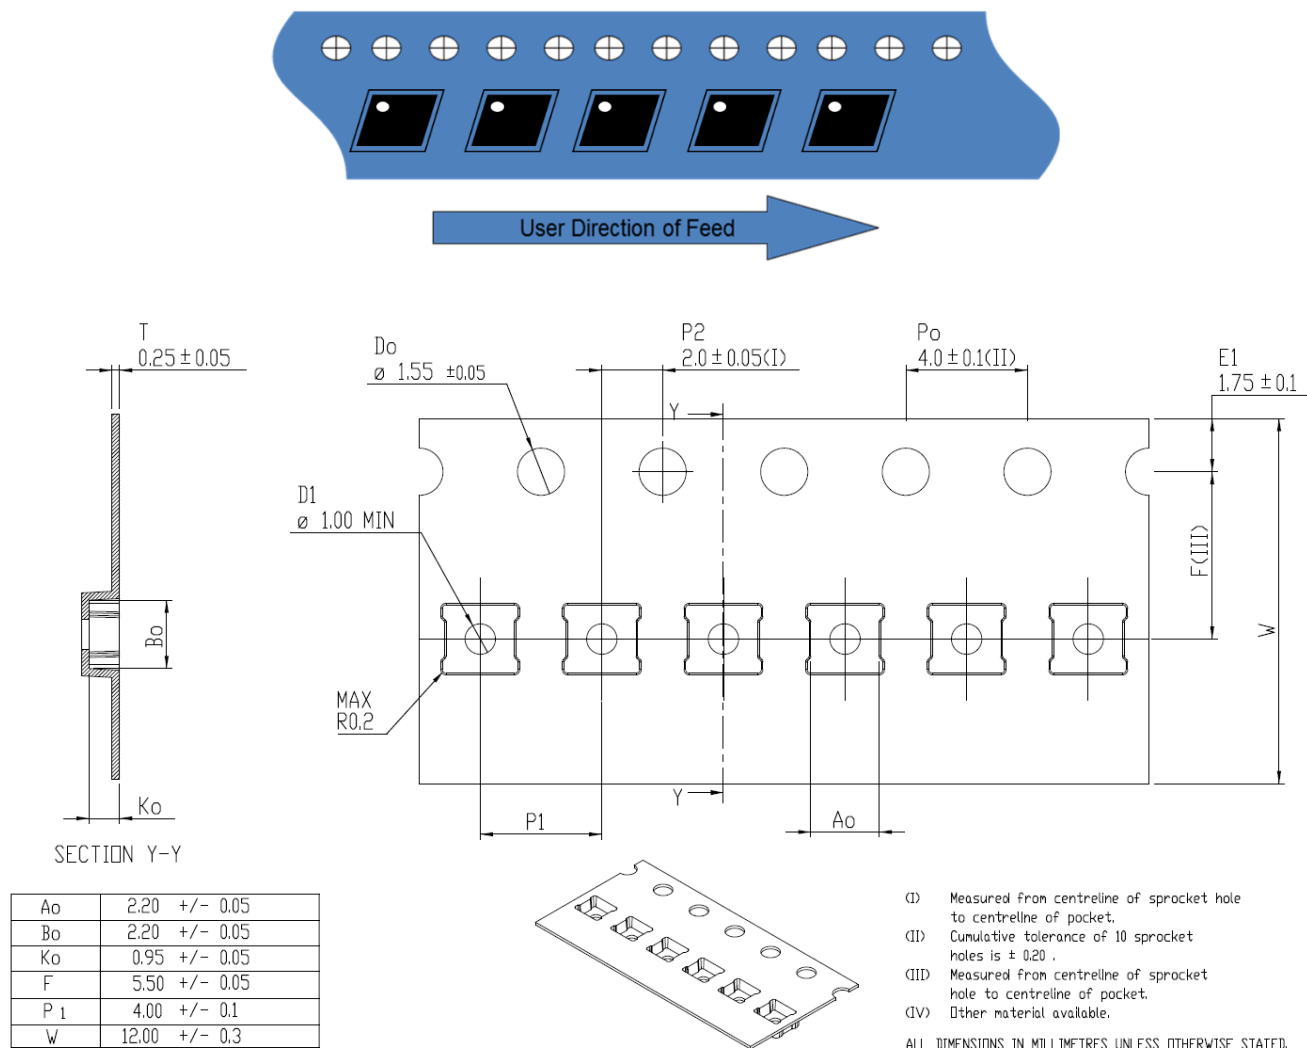 User Direction of Feed
T
0.25 ± 0.05
Do
ø 1.55 ±0.05
P2
2.0 ± 0.05(I)
Po
4.0 ± 0.1(II)
E1
1.75 ± 0.1
Y
D1
ø 1.00 MIN
F(III)
W
Bo
MAX
R0.2
Y
Ko
P1
Ao
SECTION Y-Y
Ao 2.20 +/- 0.05
Bo 2.20 +/- 0.05
Ko 0.95 +/- 0.05
F 5.50 +/- 0.05
P 1 4.00 +/- 0.1
W 12.00 +/- 0.3
(I) Measured from centreline of sprocket hole
to centreline of pocket.
(II) Cumulative tolerance of 10 sprocket
holes is ± 0.20 .
(III) Measured from centreline of sprocket
hole to centreline of pocket.
(IV) Other material available.
ALL DIMENSIONS IN MILLIMETRES UNLESS OTHERWISE STATED.